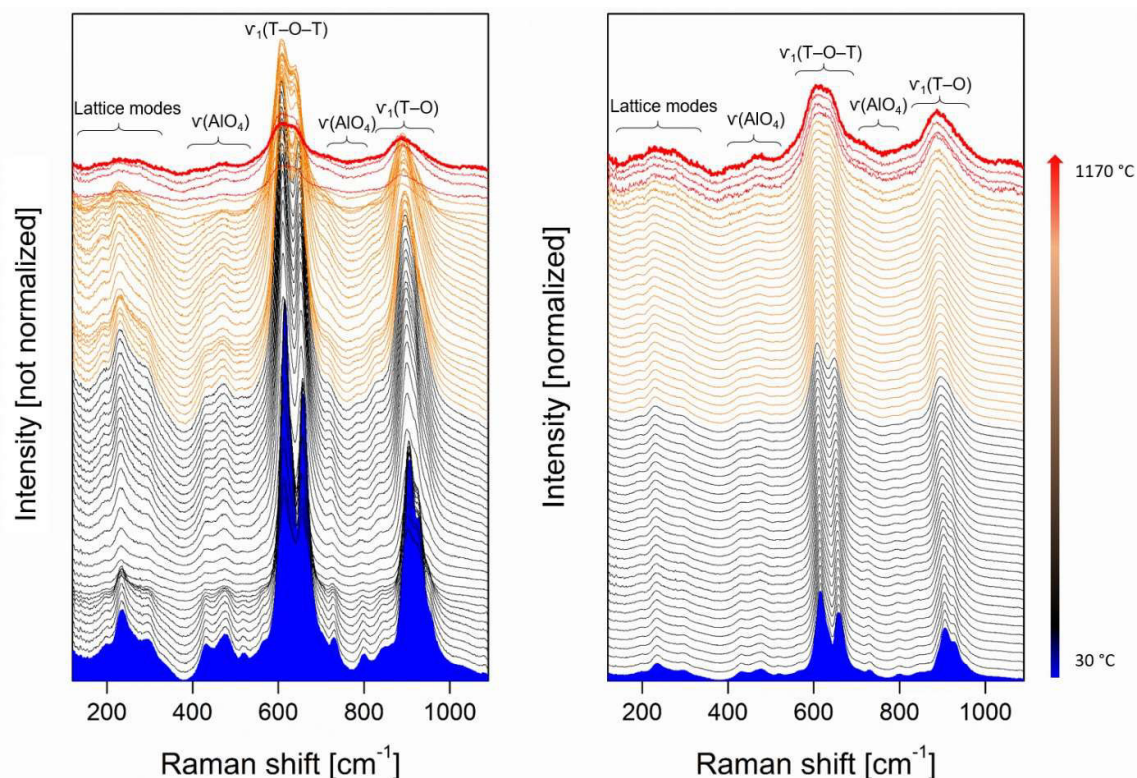 ν₁(T–O–T)
Lattice modes
ν(AlO₄)
ν(AlO₄)
ν₁(T–O)
Intensity [not normalized]
200 400 600 800 1000
Raman shift [cm⁻¹]
ν₁(T–O–T)
Lattice modes
ν(AlO₄)
ν(AlO₄)
ν₁(T–O)
Intensity [normalized]
200 400 600 800 1000
Raman shift [cm⁻¹]
1170 °C
30 °C